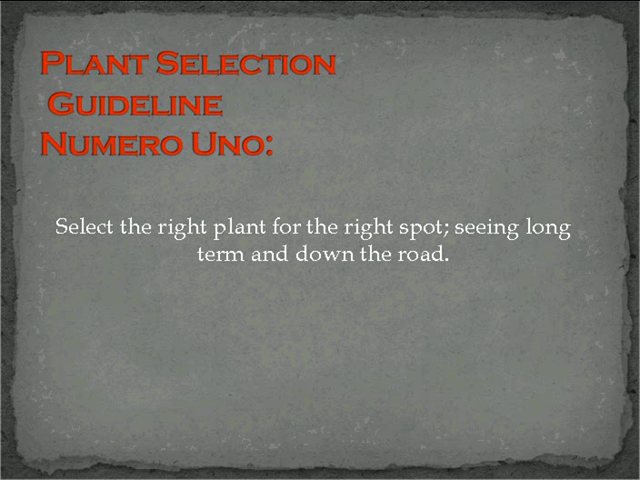 Plant Selection
Guideline
Numero Uno:
Select the right plant for the right spot; seeing long
term and down the road.